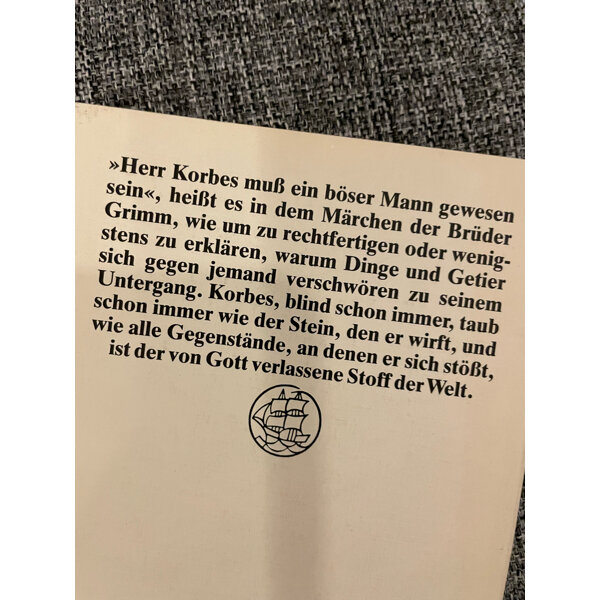 »Herr Korbes muß ein böser Mann gewesen
sein«, heißt es in dem Märchen der Brüder
Grimm, wie um zu rechtfertigen oder wenig-
stens zu erklären, warum Dinge und Getier
sich gegen jemand verschwören zu seinem
Untergang. Korbes, blind schon immer, taub
schon immer wie der Stein, den er wirft, und
wie alle Gegenstände, an denen er sich stößt,
ist der von Gott verlassene Stoff der Welt.